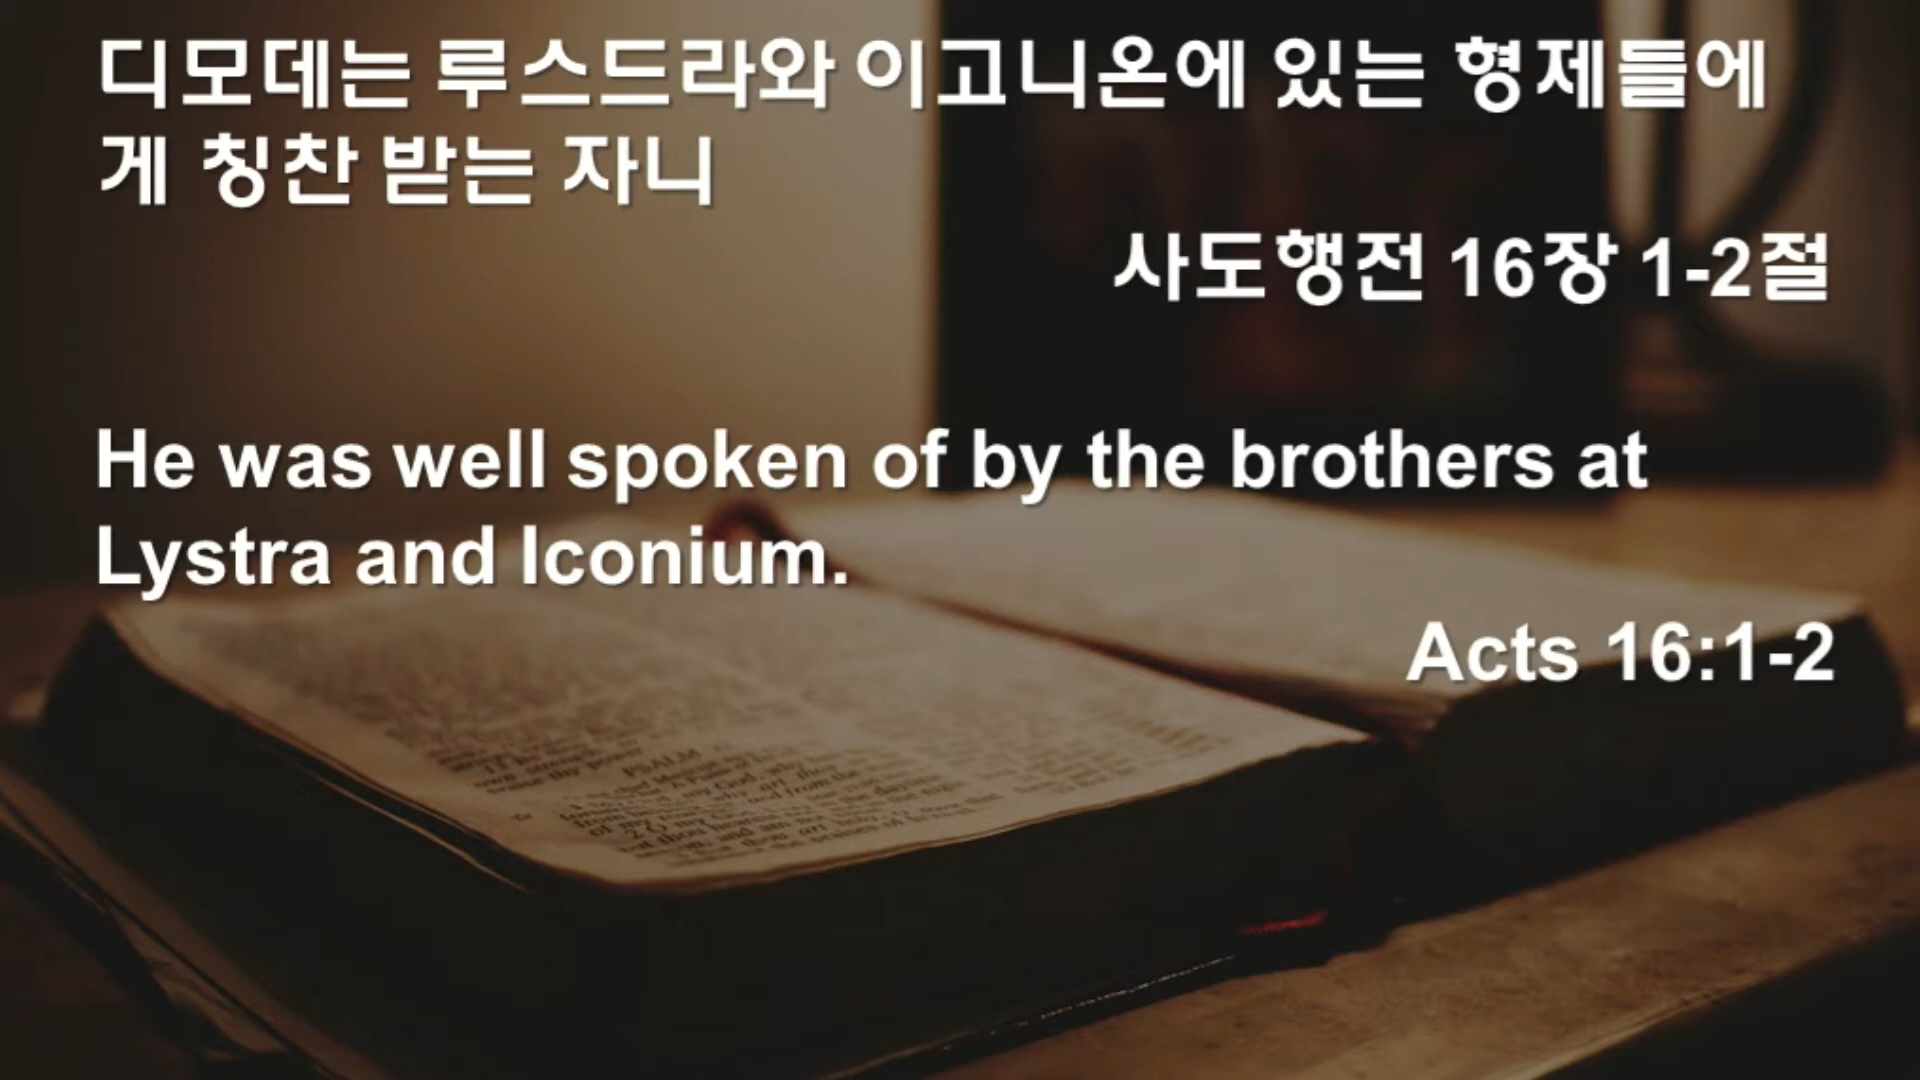 디모데는 루스드라와 이고니온에 있는 형제들에
게 칭찬 받는 자니
사도행전 16장 1-2절
He was well spoken of by the brothers at
Lystra and Iconium.
Acts 16:1-2
PSALM